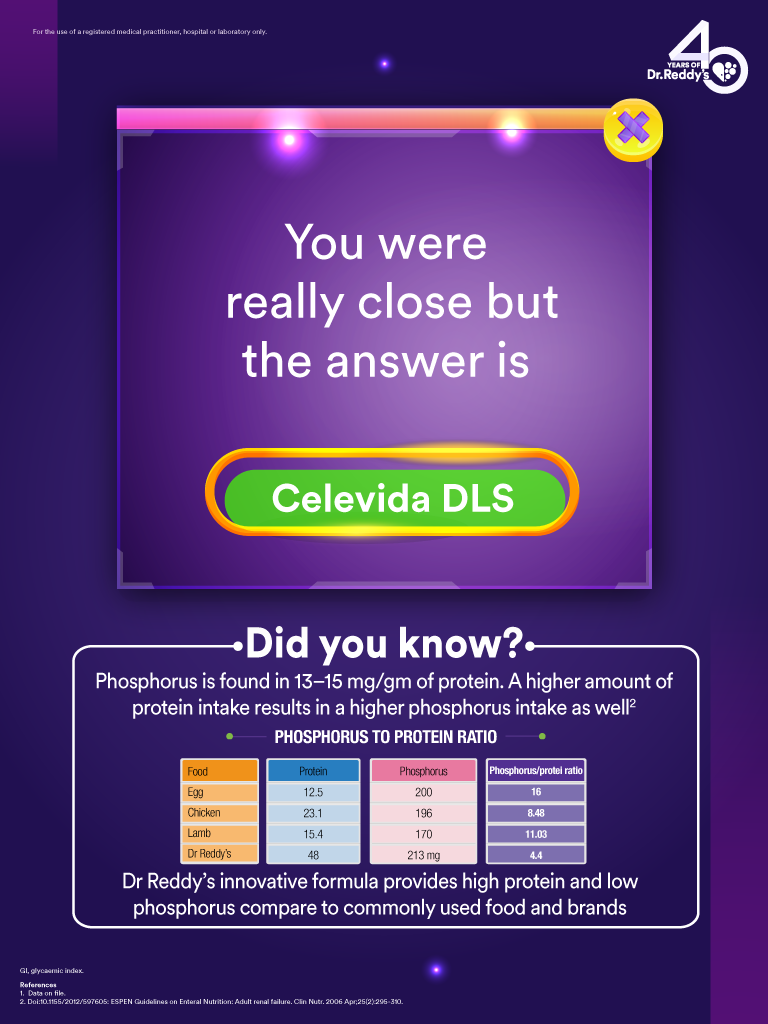 For the use of a registered medical practitioner, hospital or laboratory only.
40
YEARS OF
Dr.Reddy's
You were
really close but
the answer is
Celevida DLS
Did you know?
Phosphorus is found in 13–15 mg/gm of protein. A higher amount of
protein intake results in a higher phosphorus intake as well²
PHOSPHORUS TO PROTEIN RATIO
Food Protein Phosphorus Phosphorus/protei ratio
Egg 12.5 200 16
Chicken 23.1 196 8.48
Lamb 15.4 170 11.03
Dr Reddy's 48 213 mg 4.4
Dr Reddy's innovative formula provides high protein and low
phosphorus compare to commonly used food and brands
GI, glycaemic index.
References
1. Data on file.
2. Doi:10.1155/2012/597605: ESPEN Guidelines on Enteral Nutrition: Adult renal failure. Clin Nutr. 2006 Apr;25(2):295-310.